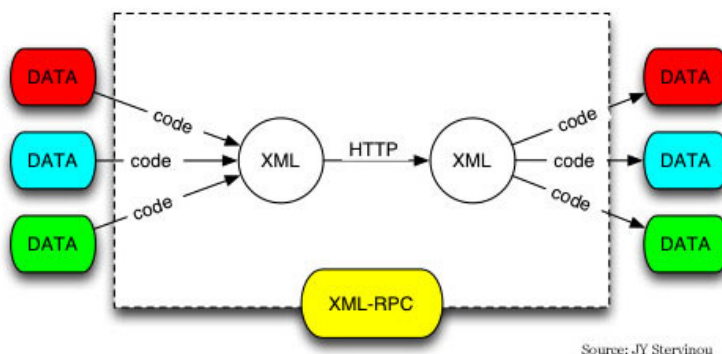 DATA
DATA
code
code
HTTP
XML
XML
DATA
code
code
DATA
code
code
DATA
DATA
XML-RPC
Source: JY Stervinou